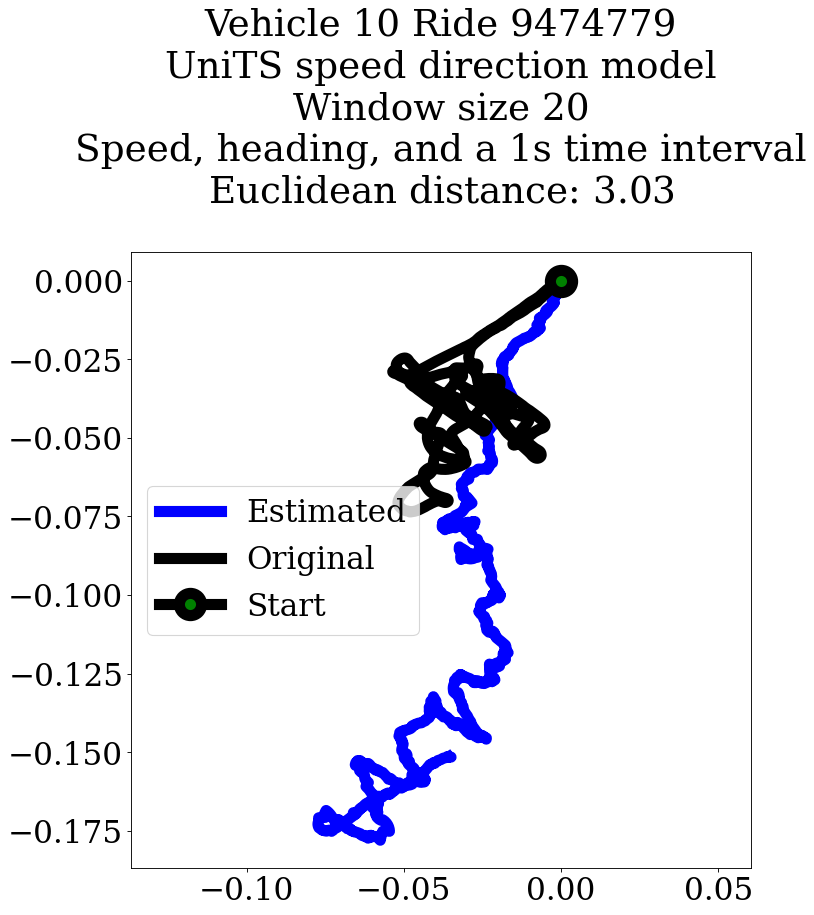 Vehicle 10 Ride 9474779
UniTS speed direction model
Window size 20
Speed, heading, and a 1s time interval
Euclidean distance: 3.03
0.000
−0.025
−0.050
−0.075
−0.100
−0.125
−0.150
−0.175
Estimated
Original
Start
−0.10
−0.05
0.00
0.05